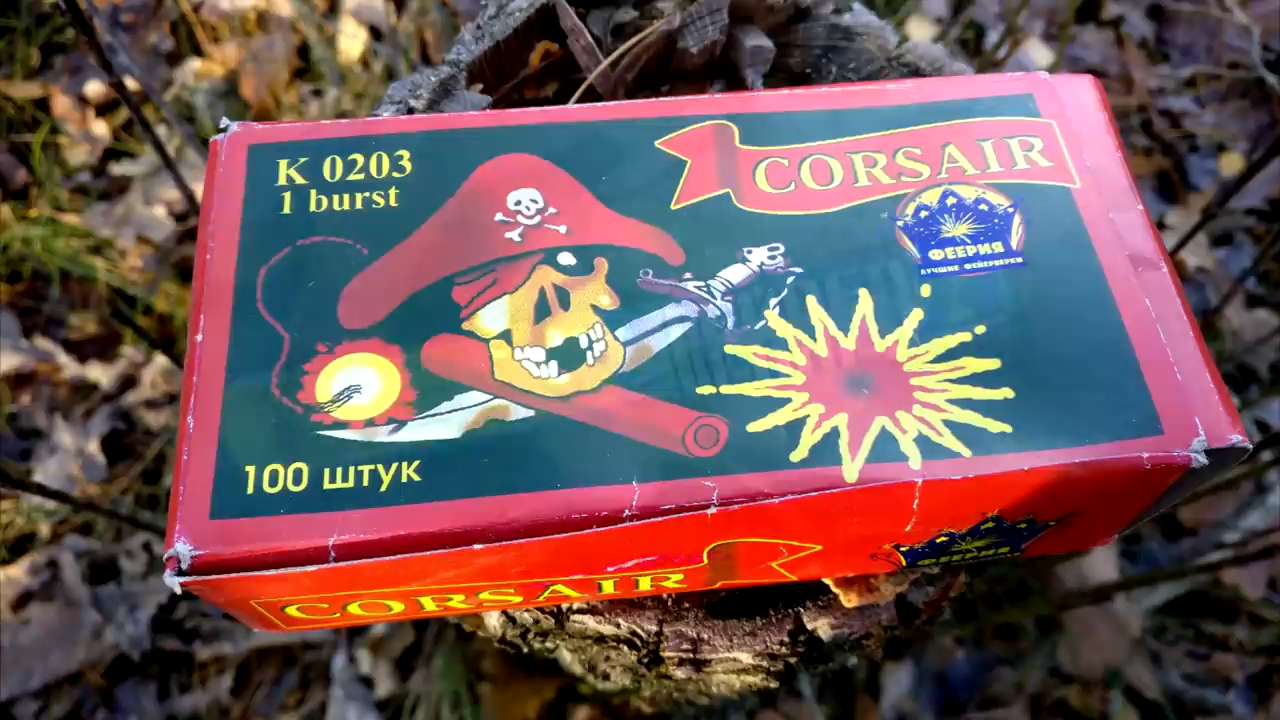 K 0203
1 burst
CORSAIR
ФЕЕРИЯ
ЛУЧШИЕ ФЕЙЕРВЕРКИ
100 штук
CORSAIR